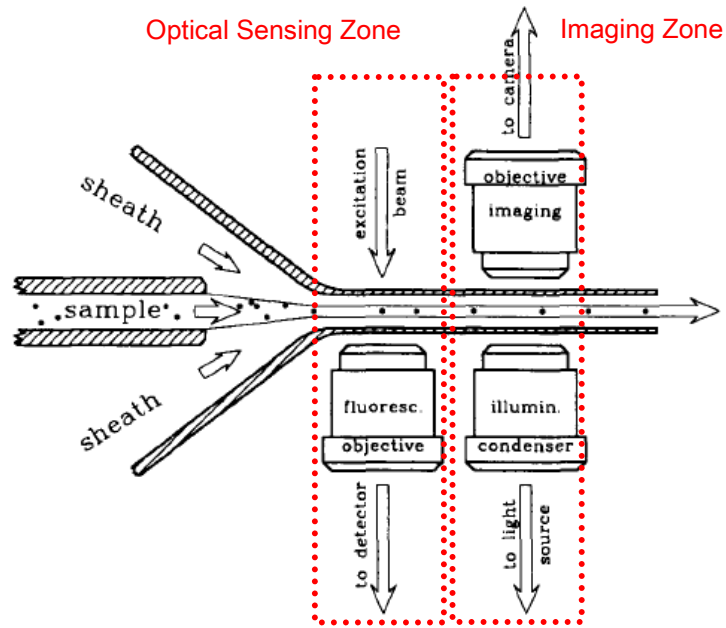 Optical Sensing Zone
Imaging Zone
to camera
sheath
excitation
beam
objective
imaging
sample
sheath
fluoresc.
objective
illumin.
condenser
to detector
to light
source